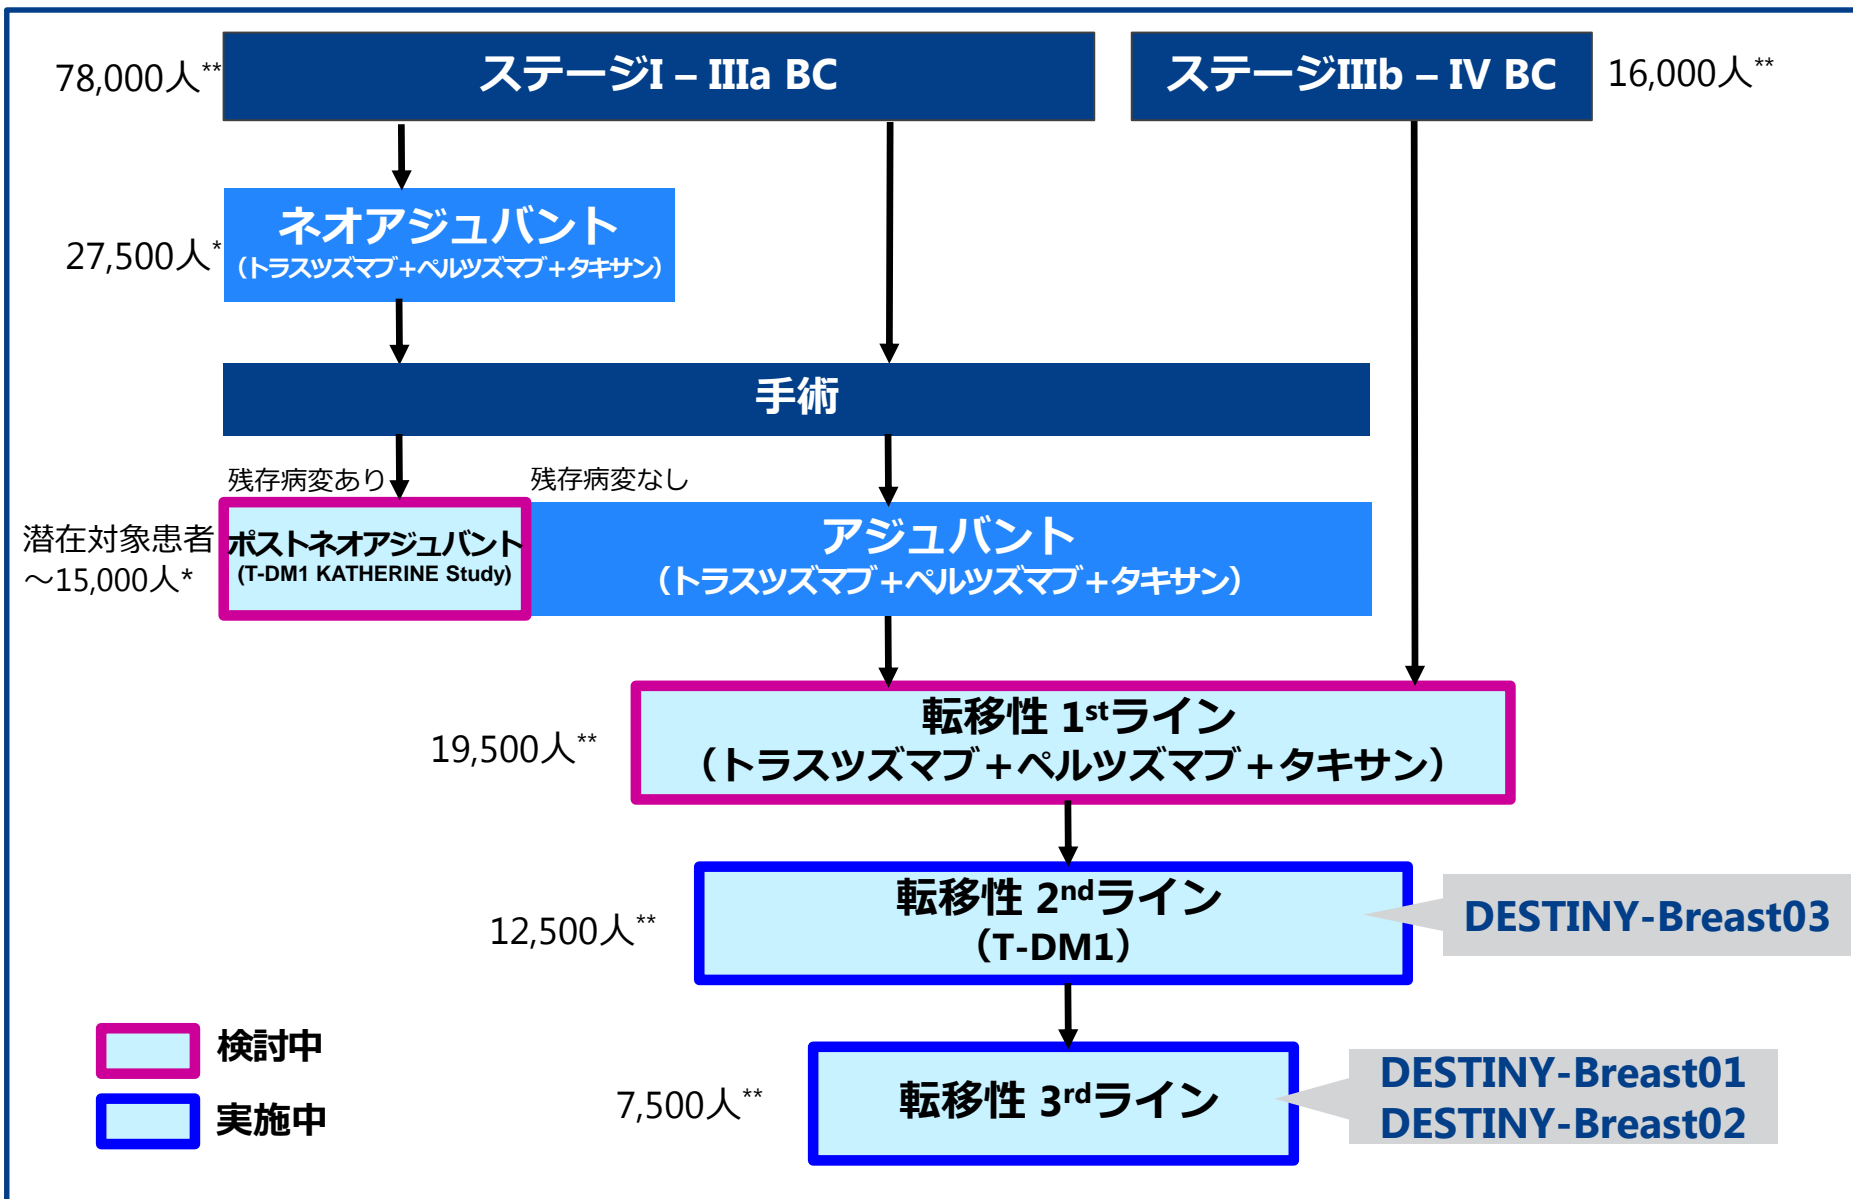 78,000人**
ステージI – IIIa BC
ステージIIIb – IV BC
16,000人**
27,500人*
ネオアジュバント
（トラスツズマブ+ペルツズマブ+タキサン）
手術
残存病変あり
残存病変なし
潜在対象患者
～15,000人*
ポストネオアジュバント
(T-DM1 KATHERINE Study)
アジュバント
（トラスツズマブ+ペルツズマブ+タキサン）
19,500人**
転移性 1stライン
（トラスツズマブ+ペルツズマブ+タキサン）
12,500人**
転移性 2ndライン
（T-DM1）
DESTINY-Breast03
検討中
実施中
7,500人**
転移性 3rdライン
DESTINY-Breast01
DESTINY-Breast02